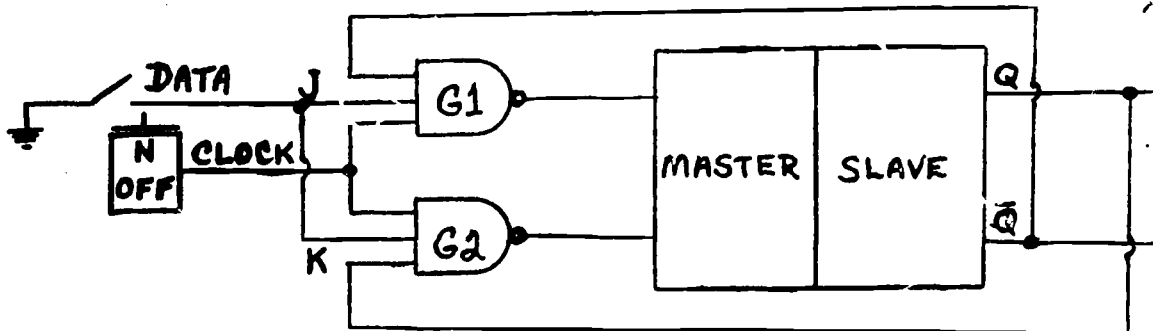 DATA
J
G1
Q
N
OFF
CLOCK
MASTER
SLAVE
K
G2
Q̄